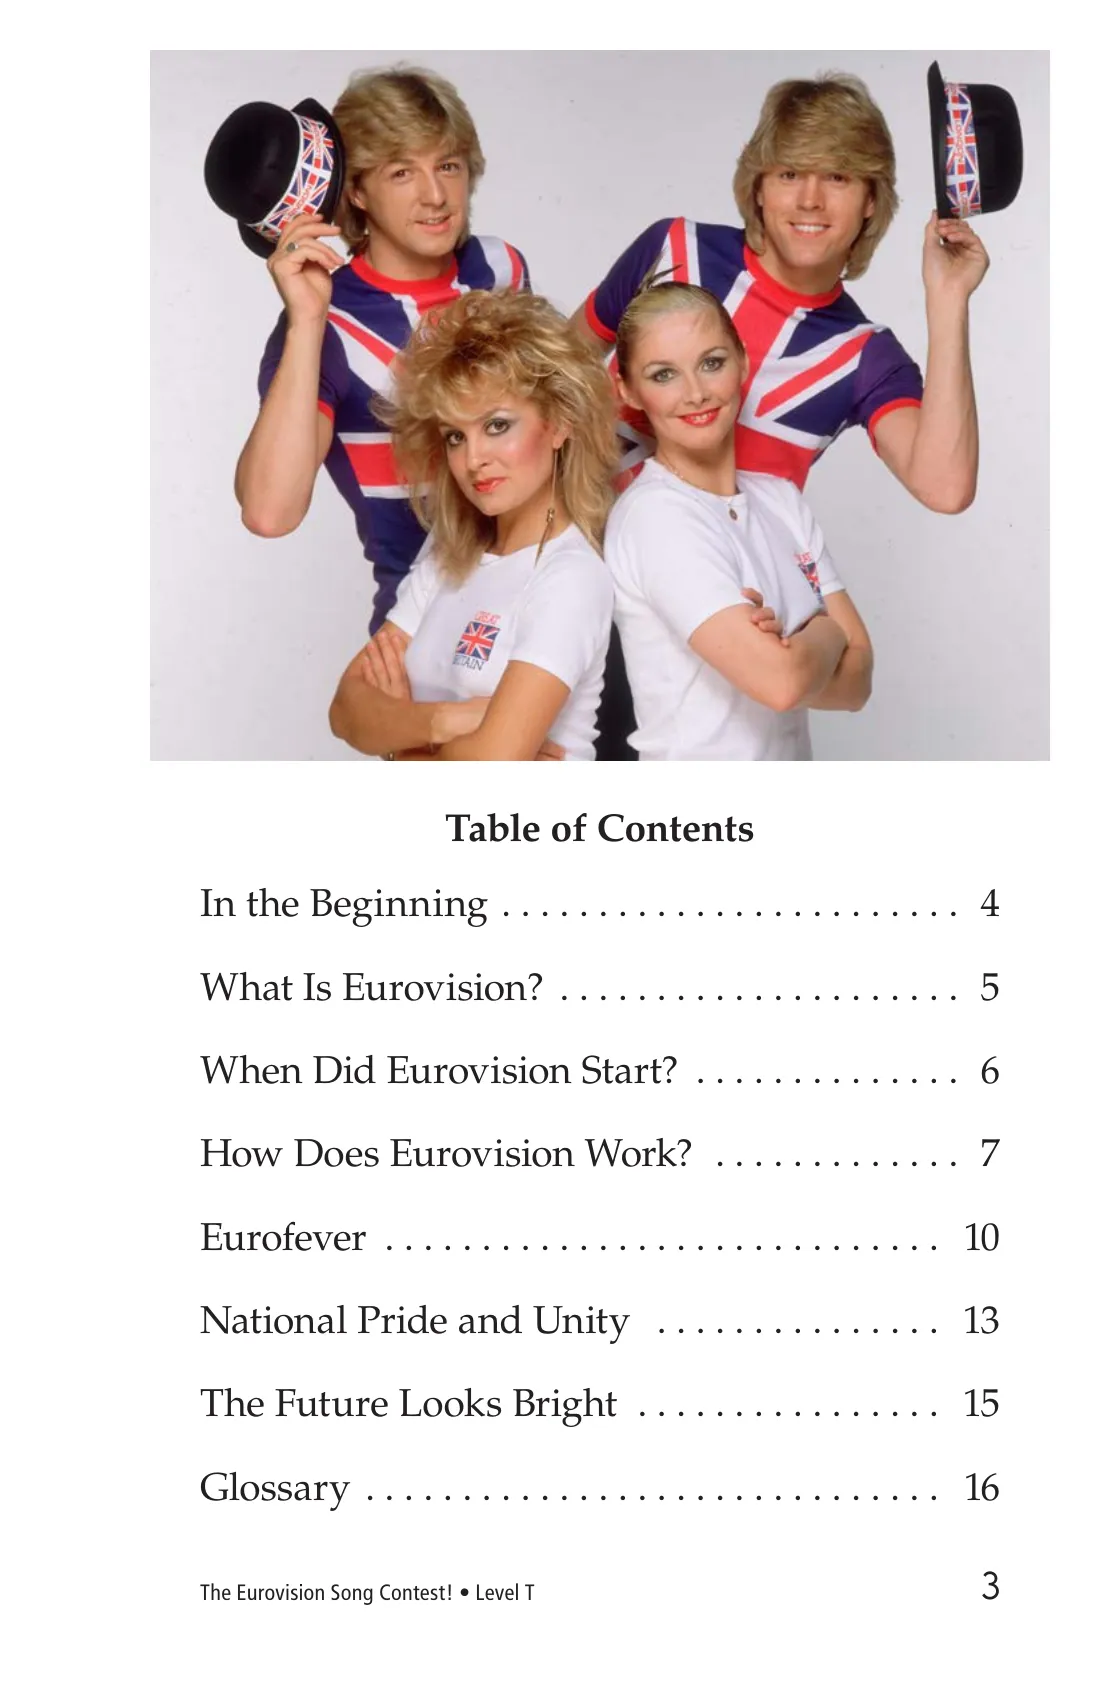 LONDON
LONDON
GREAT
BRITAIN
Table of Contents
In the Beginning . . . . . . . . . . . . . . . . . . . . . . . . 4
What Is Eurovision? . . . . . . . . . . . . . . . . . . . . . 5
When Did Eurovision Start? . . . . . . . . . . . . . . 6
How Does Eurovision Work? . . . . . . . . . . . . . 7
Eurofever . . . . . . . . . . . . . . . . . . . . . . . . . . . . . 10
National Pride and Unity . . . . . . . . . . . . . . . 13
The Future Looks Bright . . . . . . . . . . . . . . . . 15
Glossary . . . . . . . . . . . . . . . . . . . . . . . . . . . . . . 16
The Eurovision Song Contest! • Level T 3